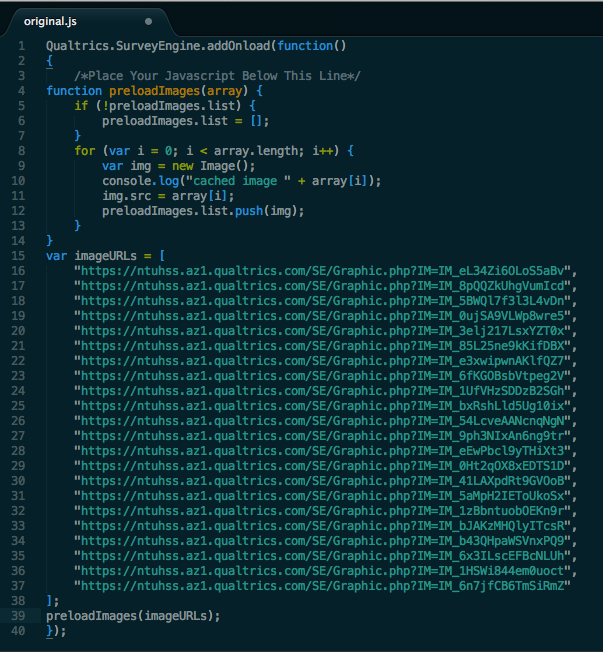 original.js
1 Qualtrics.SurveyEngine.addOnload(function()
2 {
3     /*Place Your Javascript Below This Line*/
4 function preloadImages(array) {
5     if (!preloadImages.list) {
6         preloadImages.list = [];
7     }
8     for (var i = 0; i < array.length; i++) {
9         var img = new Image();
10         console.log("cached image " + array[i]);
11         img.src = array[i];
12         preloadImages.list.push(img);
13     }
14 }
15 var imageURLs = [
16     "https://ntuhss.az1.qualtrics.com/SE/Graphic.php?IM=IM_eL34Zi6OLoS5aBv",
17     "https://ntuhss.az1.qualtrics.com/SE/Graphic.php?IM=IM_8pQQZkUhgVumIcd",
18     "https://ntuhss.az1.qualtrics.com/SE/Graphic.php?IM=IM_5BWQl7f3l3L4vDn",
19     "https://ntuhss.az1.qualtrics.com/SE/Graphic.php?IM=IM_0ujSA9VLWp8wre5",
20     "https://ntuhss.az1.qualtrics.com/SE/Graphic.php?IM=IM_3elj217LsxYZT0x",
21     "https://ntuhss.az1.qualtrics.com/SE/Graphic.php?IM=IM_85L25ne9kKifDBX",
22     "https://ntuhss.az1.qualtrics.com/SE/Graphic.php?IM=IM_e3xwipwnAKlfQZ7",
23     "https://ntuhss.az1.qualtrics.com/SE/Graphic.php?IM=IM_6fKGOBsbVtpeg2V",
24     "https://ntuhss.az1.qualtrics.com/SE/Graphic.php?IM=IM_1UfVHzSDDzB2SGh",
25     "https://ntuhss.az1.qualtrics.com/SE/Graphic.php?IM=IM_bxRshLld5Ug10ix",
26     "https://ntuhss.az1.qualtrics.com/SE/Graphic.php?IM=IM_54LcveAANcnqNgN",
27     "https://ntuhss.az1.qualtrics.com/SE/Graphic.php?IM=IM_9ph3NIxAn6ng9tr",
28     "https://ntuhss.az1.qualtrics.com/SE/Graphic.php?IM=IM_eEwPbcl9yTHiXt3",
29     "https://ntuhss.az1.qualtrics.com/SE/Graphic.php?IM=IM_0Ht2qOX8xEDTS1D",
30     "https://ntuhss.az1.qualtrics.com/SE/Graphic.php?IM=IM_41LAXpdRt9GVOoB",
31     "https://ntuhss.az1.qualtrics.com/SE/Graphic.php?IM=IM_5aMpH2IEToUkoSx",
32     "https://ntuhss.az1.qualtrics.com/SE/Graphic.php?IM=IM_1zBbntuobOEKn9r",
33     "https://ntuhss.az1.qualtrics.com/SE/Graphic.php?IM=IM_bJAKzMHQlyITcsR",
34     "https://ntuhss.az1.qualtrics.com/SE/Graphic.php?IM=IM_b43QHpaWSVnxPQ9",
35     "https://ntuhss.az1.qualtrics.com/SE/Graphic.php?IM=IM_6x3ILscEFBcNLUh",
36     "https://ntuhss.az1.qualtrics.com/SE/Graphic.php?IM=IM_1HSWi844em0uoct",
37     "https://ntuhss.az1.qualtrics.com/SE/Graphic.php?IM=IM_6n7jfCB6TmSiRmZ"
38 ];
39 preloadImages(imageURLs);
40 });